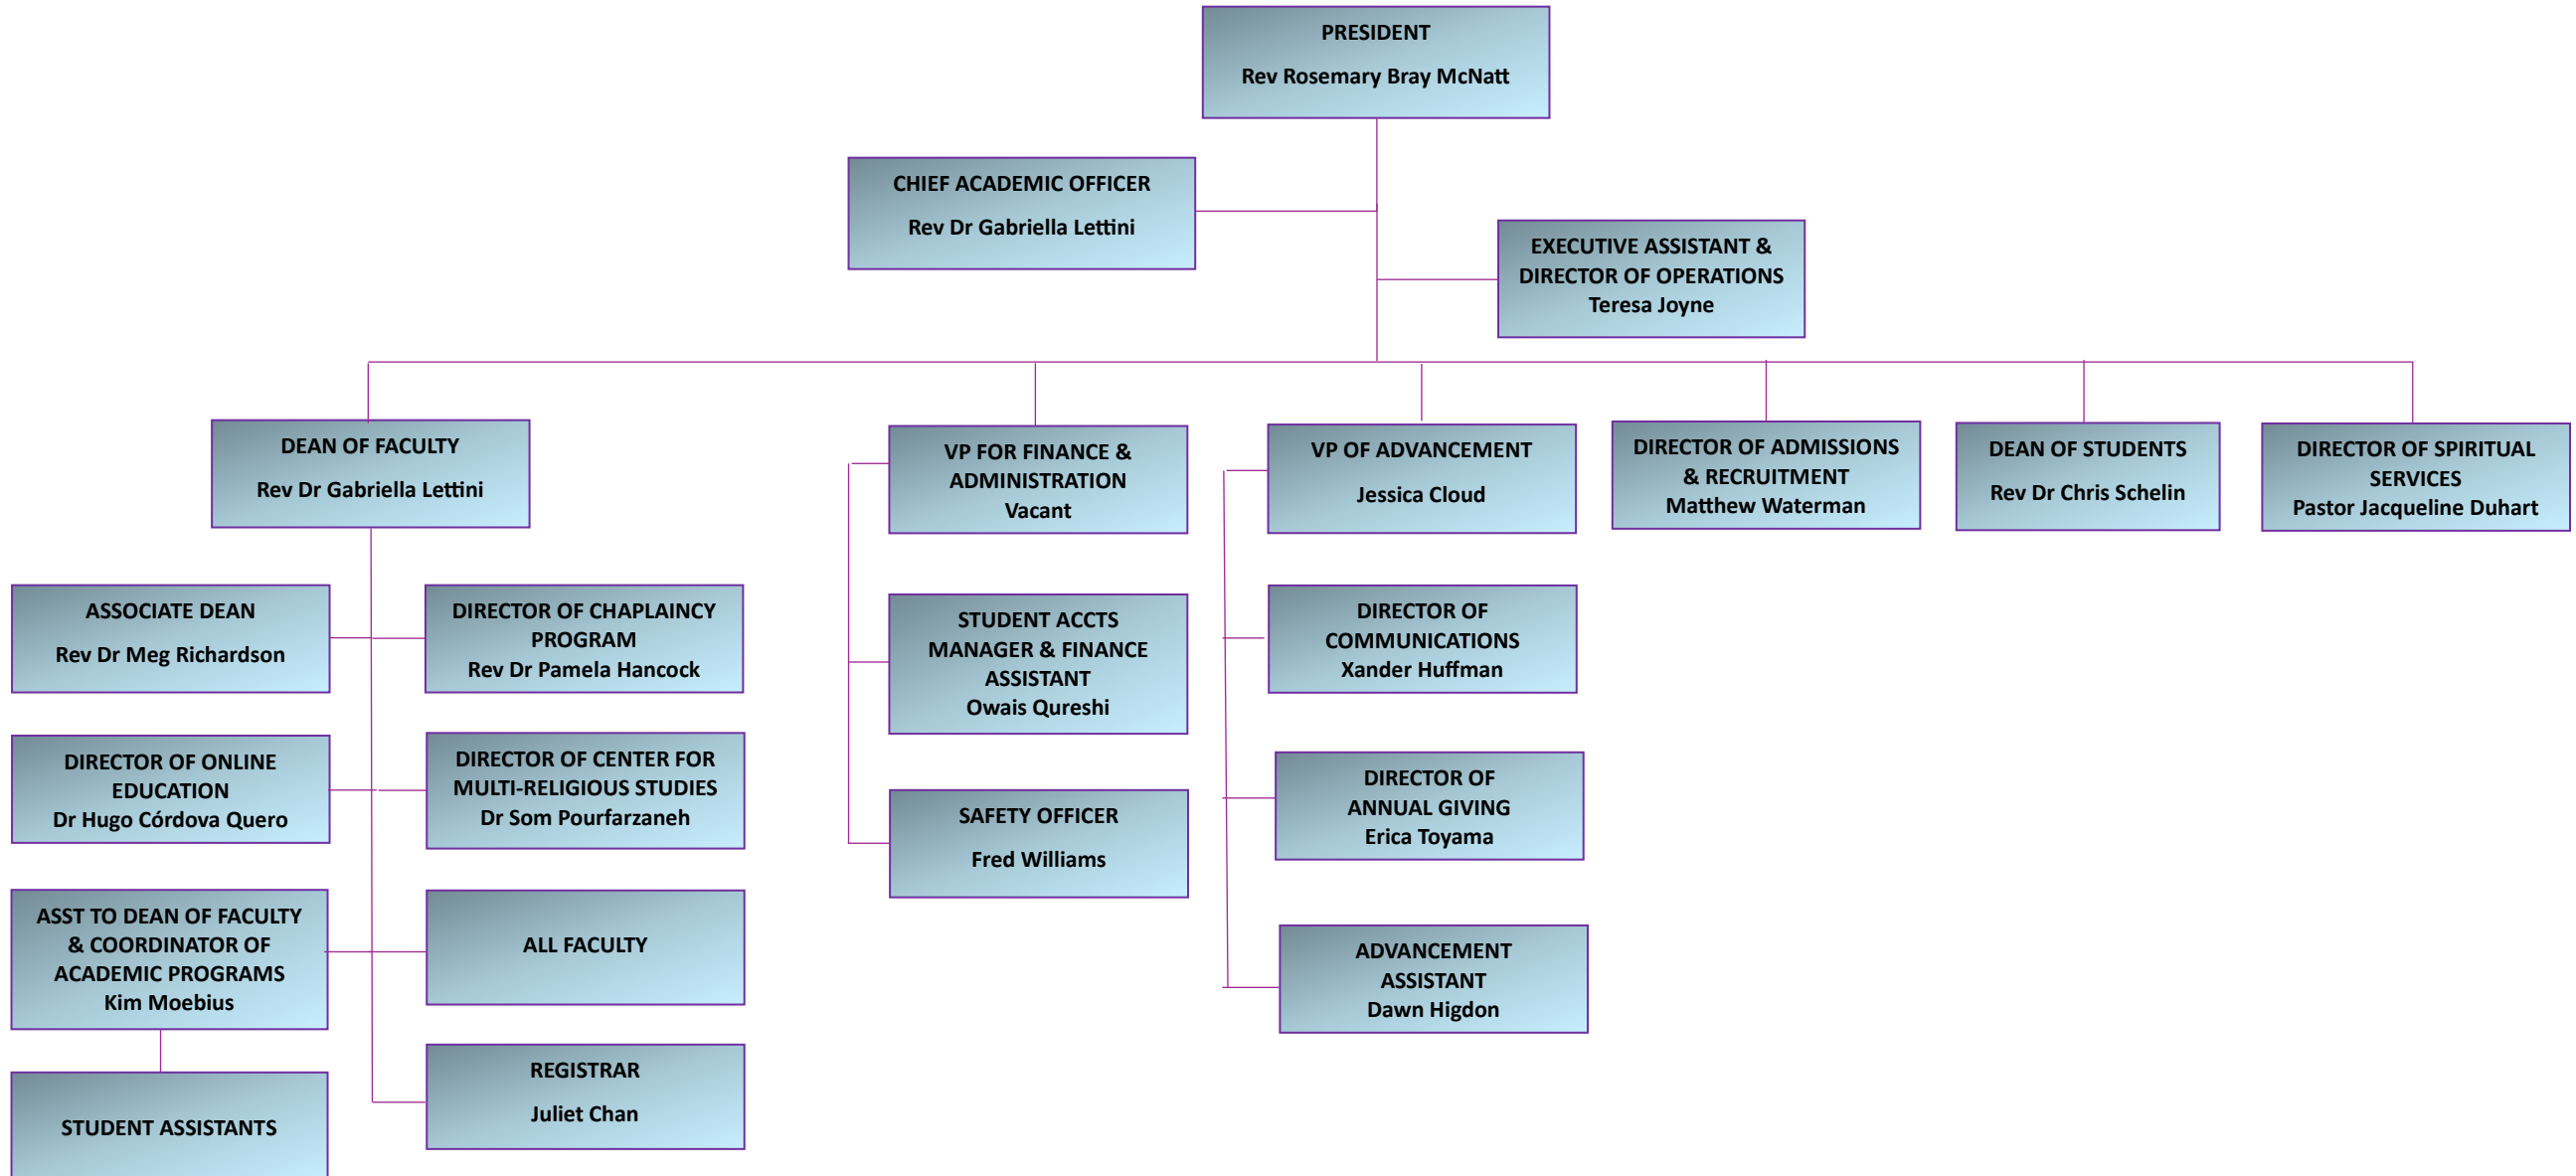 PRESIDENT
Rev Rosemary Bray McNatt
CHIEF ACADEMIC OFFICER
Rev Dr Gabriella Lettini
EXECUTIVE ASSISTANT &
DIRECTOR OF OPERATIONS
Teresa Joyne
DEAN OF FACULTY
Rev Dr Gabriella Lettini
VP FOR FINANCE &
ADMINISTRATION
Vacant
VP OF ADVANCEMENT
Jessica Cloud
DIRECTOR OF ADMISSIONS
& RECRUITMENT
Matthew Waterman
DEAN OF STUDENTS
Rev Dr Chris Schelin
DIRECTOR OF SPIRITUAL
SERVICES
Pastor Jacqueline Duhart
ASSOCIATE DEAN
Rev Dr Meg Richardson
DIRECTOR OF CHAPLAINCY
PROGRAM
Rev Dr Pamela Hancock
STUDENT ACCTS
MANAGER & FINANCE
ASSISTANT
Owais Qureshi
DIRECTOR OF
COMMUNICATIONS
Xander Huffman
DIRECTOR OF ONLINE
EDUCATION
Dr Hugo Córdova Quero
DIRECTOR OF CENTER FOR
MULTI-RELIGIOUS STUDIES
Dr Som Pourfarzaneh
SAFETY OFFICER
Fred Williams
DIRECTOR OF
ANNUAL GIVING
Erica Toyama
ASST TO DEAN OF FACULTY
& COORDINATOR OF
ACADEMIC PROGRAMS
Kim Moebius
ALL FACULTY
ADVANCEMENT
ASSISTANT
Dawn Higdon
STUDENT ASSISTANTS
REGISTRAR
Juliet Chan